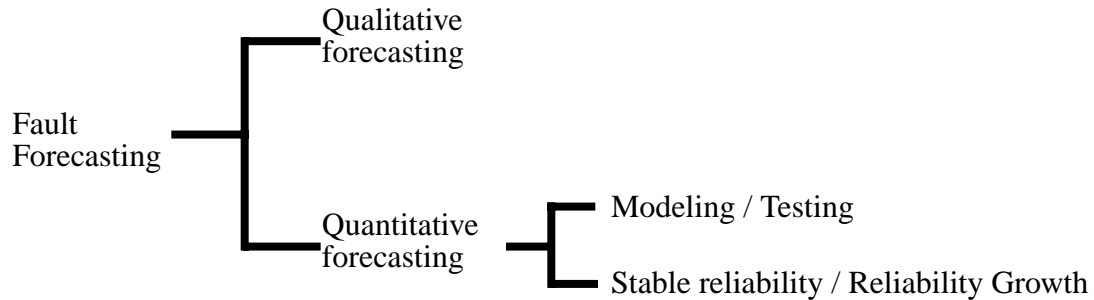 Qualitative
forecasting
Fault
Forecasting
Quantitative
forecasting
Modeling / Testing
Stable reliability / Reliability Growth